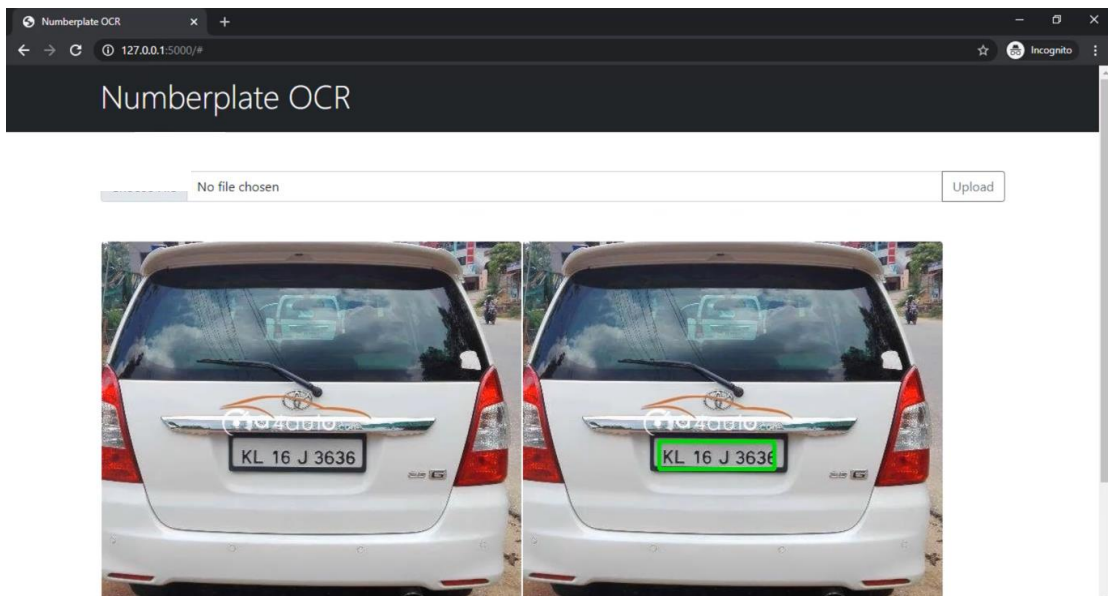 Numberplate OCR
127.0.0.1:5000/#
Incognito
Numberplate OCR
No file chosen
Upload
KL 16 J 3636
G
KL 16 J 3636
G